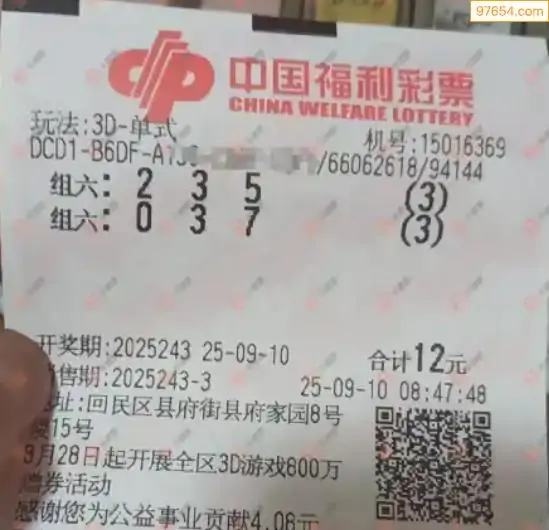 97654.com
中国福利彩票
CHINA WELFARE LOTTERY
玩法:3D-单式
机号:15016369
DCD1-B6DF-A /66062618/94144
组六: 2 3 5 (3)
组六: 0 3 7 (3)
开奖期:2025243 25-09-10
合计12元
售期:2025243-3 25-09-10 08:47:48
址:回民区县府街县府家园8号
15号
月28日起开展全区3D游戏800万
券活动
感谢您为公益事业贡献4.08元